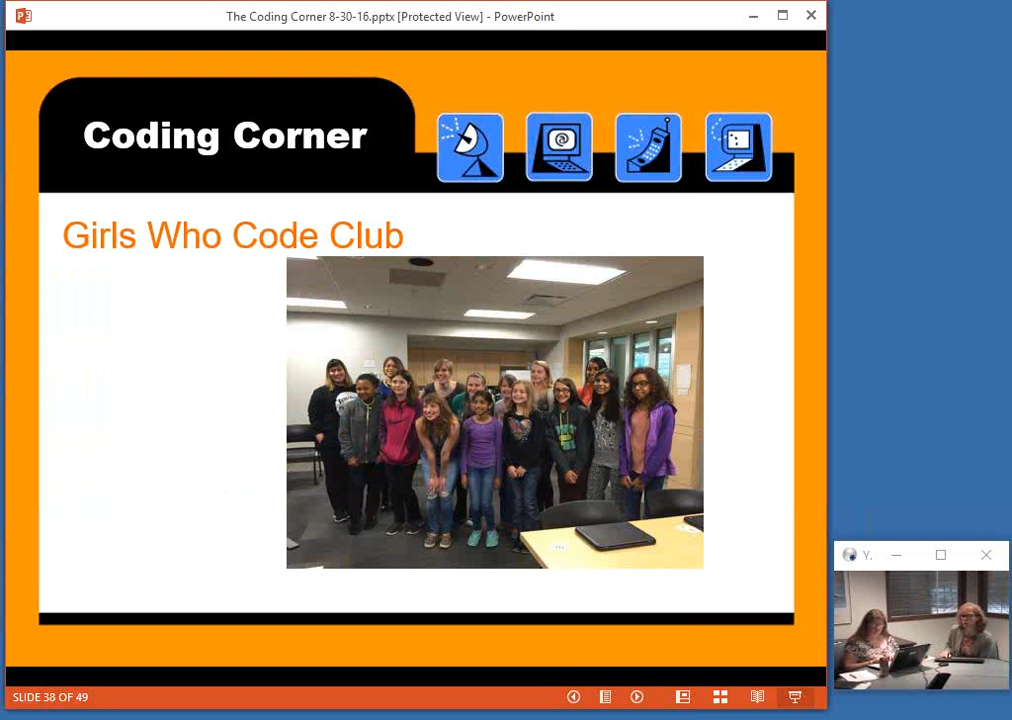 The Coding Corner 8-30-16.pptx [Protected View] - PowerPoint
Coding Corner
Girls Who Code Club
Y.
SLIDE 38 OF 49